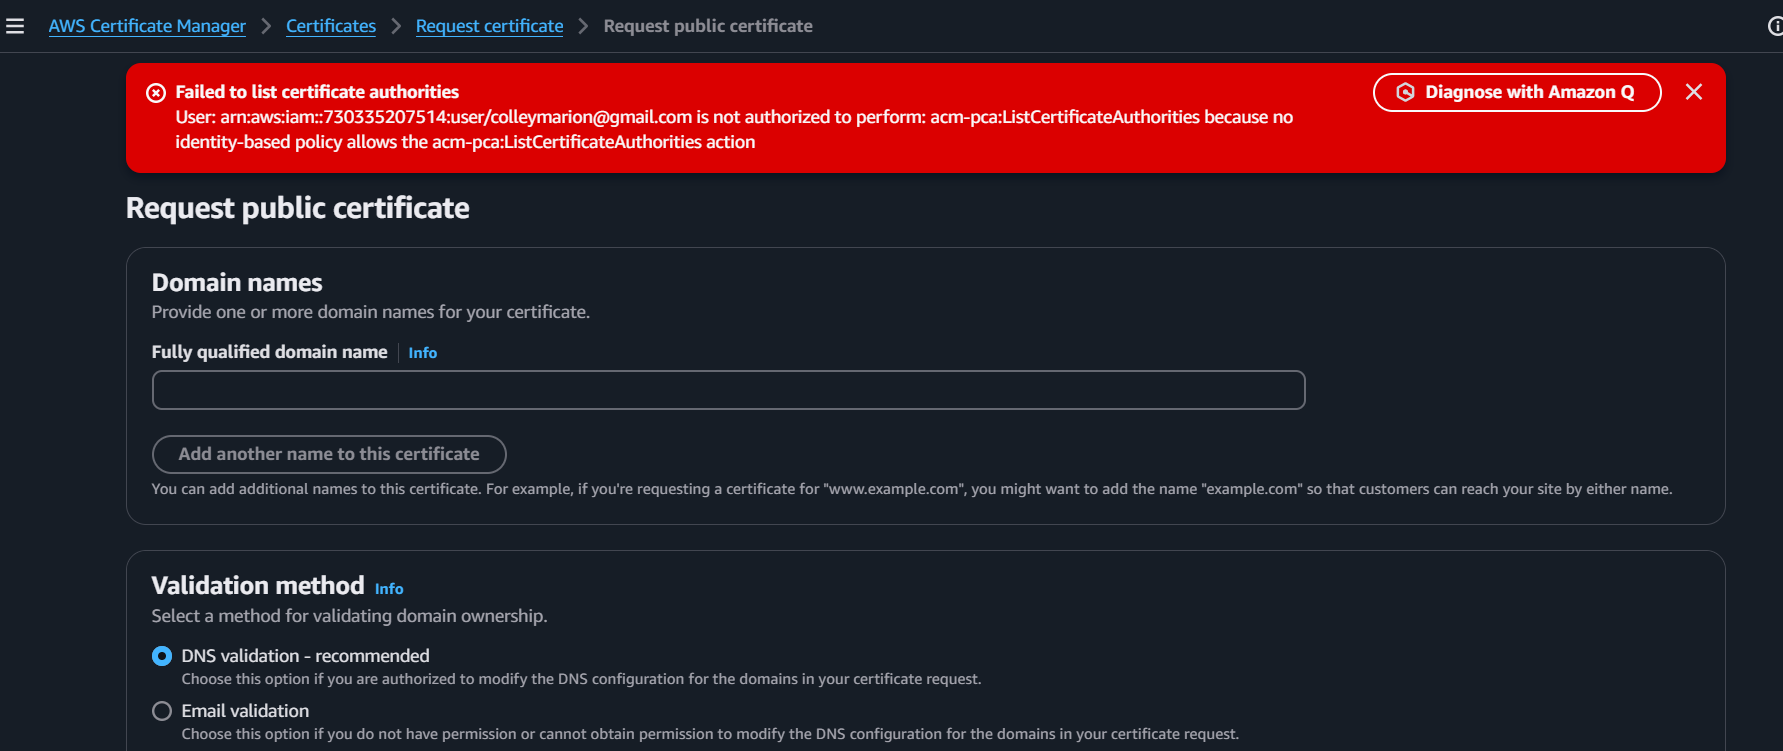 AWS Certificate Manager > Certificates > Request certificate > Request public certificate
Failed to list certificate authorities
Diagnose with Amazon Q
User: arn:aws:iam::730335207514:user/colleymarion@gmail.com is not authorized to perform: acm-pca:ListCertificateAuthorities because no
identity-based policy allows the acm-pca:ListCertificateAuthorities action
Request public certificate
Domain names
Provide one or more domain names for your certificate.
Fully qualified domain name Info
Add another name to this certificate
You can add additional names to this certificate. For example, if you're requesting a certificate for "www.example.com", you might want to add the name "example.com" so that customers can reach your site by either name.
Validation method Info
Select a method for validating domain ownership.
DNS validation - recommended
Choose this option if you are authorized to modify the DNS configuration for the domains in your certificate request.
Email validation
Choose this option if you do not have permission or cannot obtain permission to modify the DNS configuration for the domains in your certificate request.